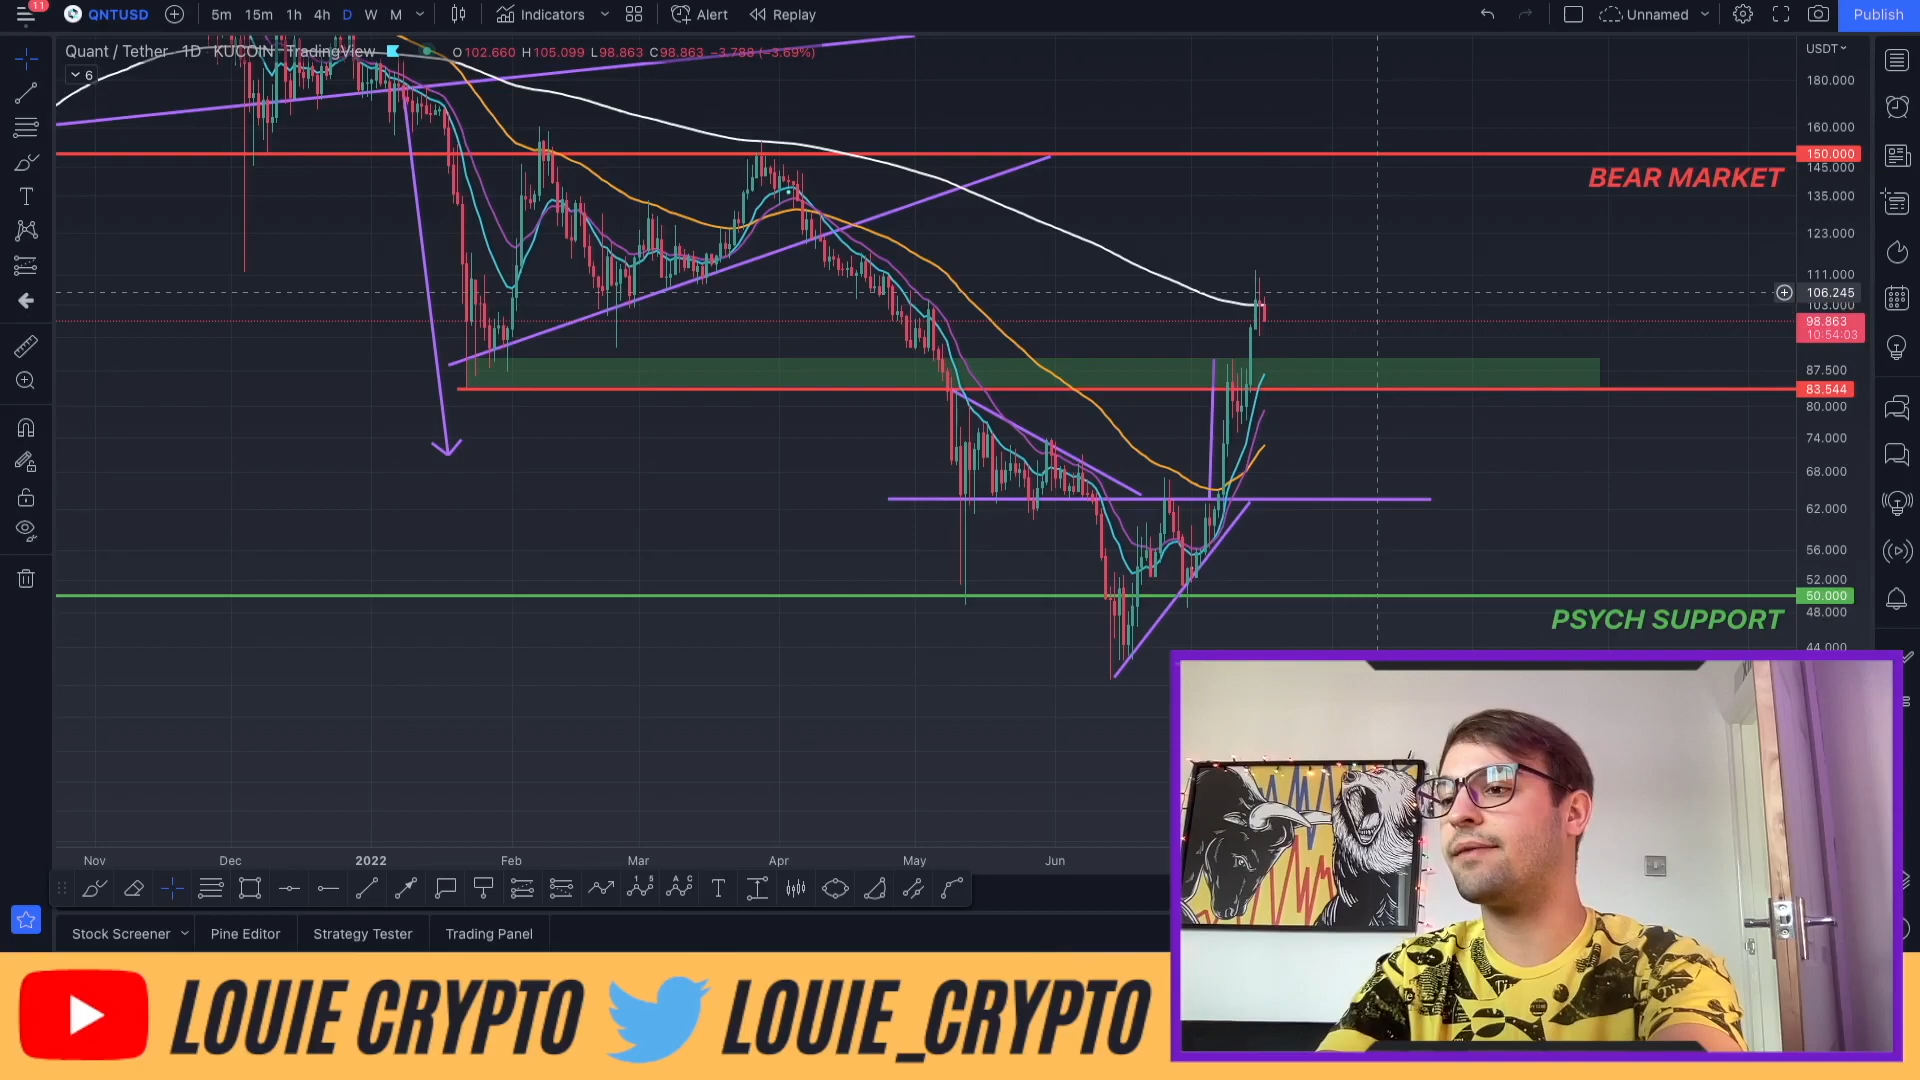 11
QNTUSD
5m 15m 1h 4h D W M
Indicators
Alert
Replay
Unnamed
Publish
Quant / Tether 1D KUCOIN TradingView
O102.660 H105.099 L98.863 C98.863 −3.788 (−3.69%)
6
USDT
180.000
160.000
150.000
145.000
BEAR MARKET
135.000
123.000
111.000
106.245
103.000
98.863
10:54:03
87.500
83.544
80.000
74.000
68.000
62.000
56.000
52.000
50.000
48.000
PSYCH SUPPORT
44.000
Nov Dec 2022 Feb Mar Apr May Jun
Stock Screener Pine Editor Strategy Tester Trading Panel
LOUIE CRYPTO LOUIE_CRYPTO